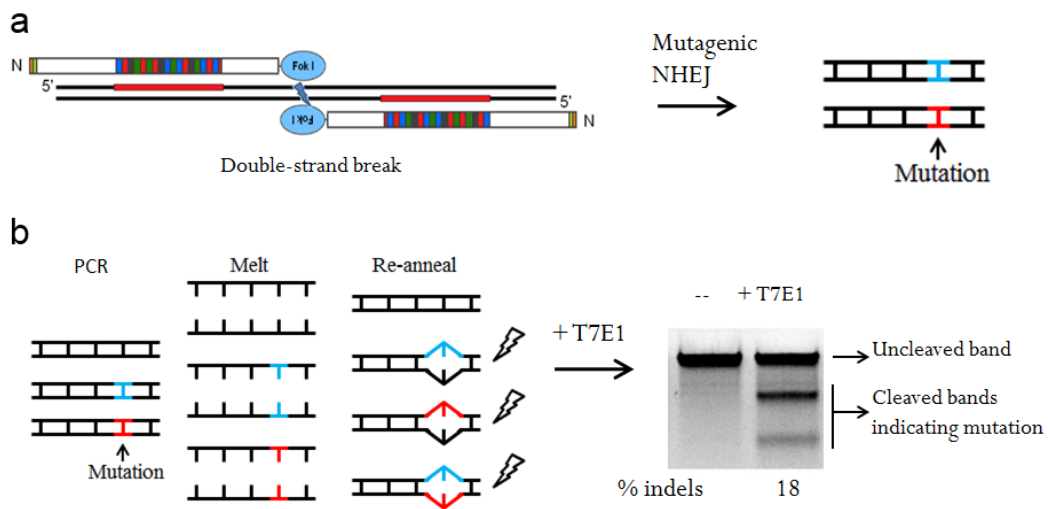 a
N
Fok I
5'
5'
Fok I
N
Double-strand break
Mutagenic
NHEJ
Mutation
b
PCR
Melt
Re-anneal
Mutation
+ T7E1
-- + T7E1
Uncleaved band
Cleaved bands
indicating mutation
% indels 18